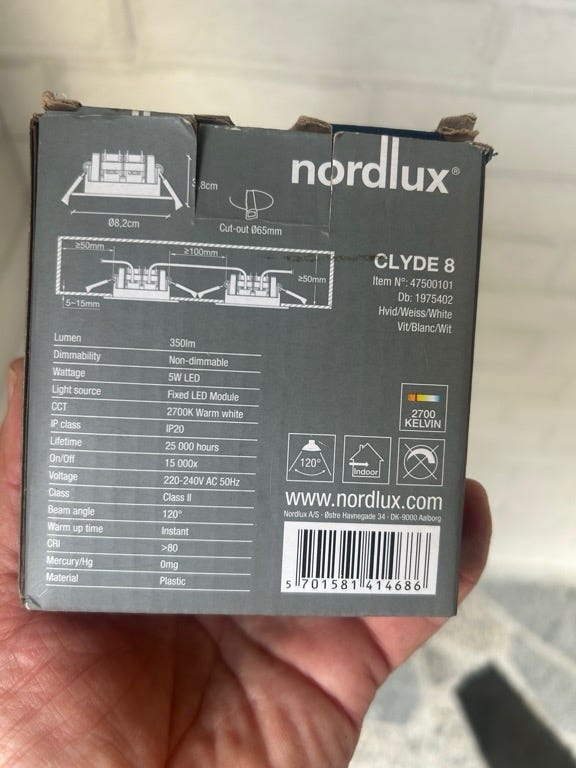 nordlux®
3,8cm
Ø8,2cm
Cut-out Ø65mm
≥50mm
≥100mm
≥50mm
5~15mm
CLYDE 8
Item N°: 47500101
Db: 1975402
Hvid/Weiss/White
Vit/Blanc/Wit
Lumen 350lm
Dimmability Non-dimmable
Wattage 5W LED
Light source Fixed LED Module
CCT 2700K Warm white
IP class IP20
Lifetime 25 000 hours
On/Off 15 000x
Voltage 220-240V AC 50Hz
Class Class II
Beam angle 120°
Warm up time Instant
CRI >80
Mercury/Hg 0mg
Material Plastic
2700
KELVIN
120°
Indoor
www.nordlux.com
Nordlux A/S · Østre Havnegade 34 · DK-9000 Aalborg
5 701581 414686